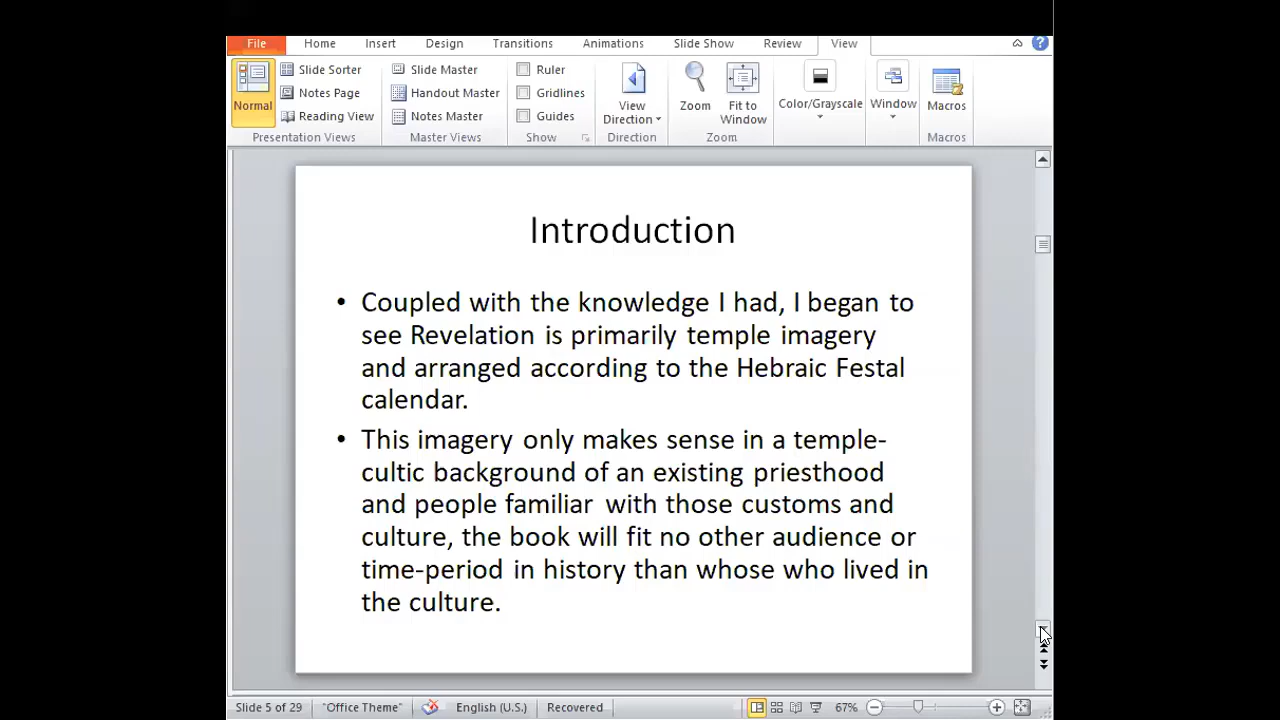 File Home Insert Design Transitions Animations Slide Show Review View
Normal Slide Sorter Slide Master Ruler
Notes Page Handout Master Gridlines
Reading View Notes Master Guides
View Direction Zoom Fit to Window Color/Grayscale Window Macros
Presentation Views Master Views Show Direction Zoom Macros
Introduction
• Coupled with the knowledge I had, I began to
see Revelation is primarily temple imagery
and arranged according to the Hebraic Festal
calendar.
• This imagery only makes sense in a temple-
cultic background of an existing priesthood
and people familiar with those customs and
culture, the book will fit no other audience or
time-period in history than whose who lived in
the culture.
Slide 5 of 29 "Office Theme" English (U.S.) Recovered 67%